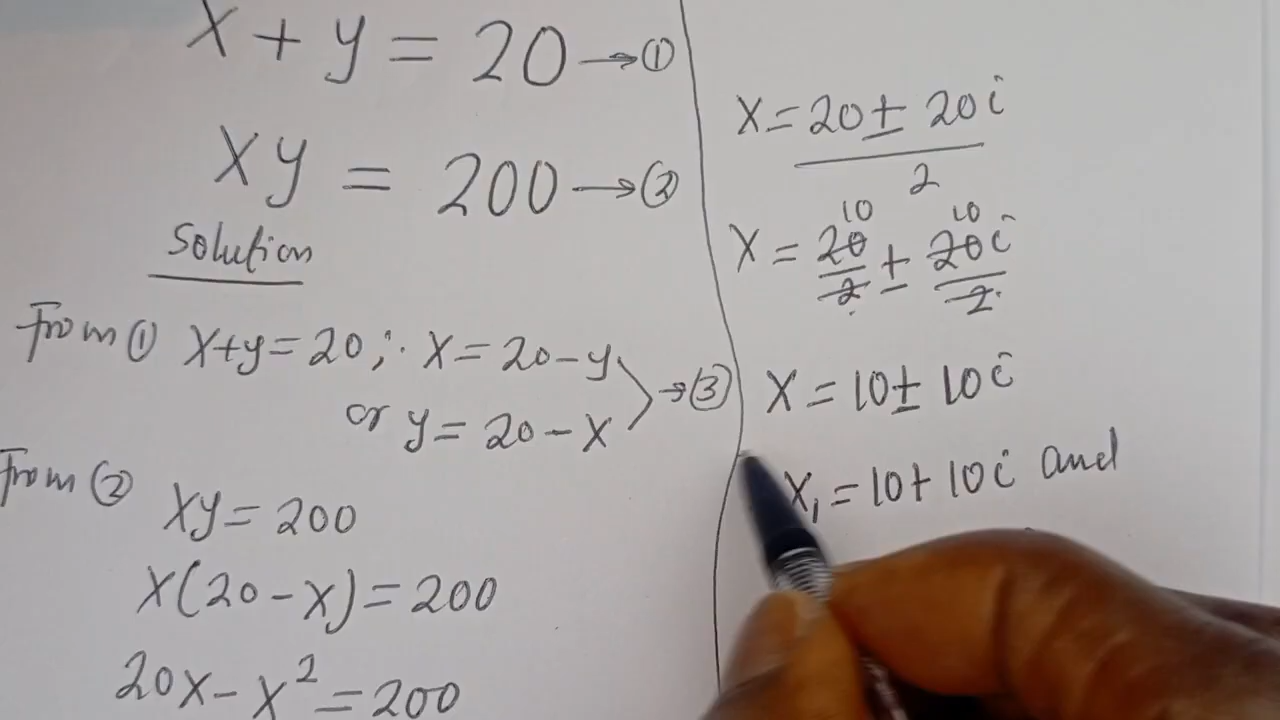 x + y = 20 → ①
xy = 200 → ②
Solution
From ① x+y = 20 ;∴ x = 20 - y
or y = 20 - x → ③
From ② xy = 200
x(20 - x) = 200
20x - x² = 200
x = 20 ± 20i
2
10 10
x = 20/2 ± 20i/2
x = 10 ± 10i
x₁ = 10 + 10i and